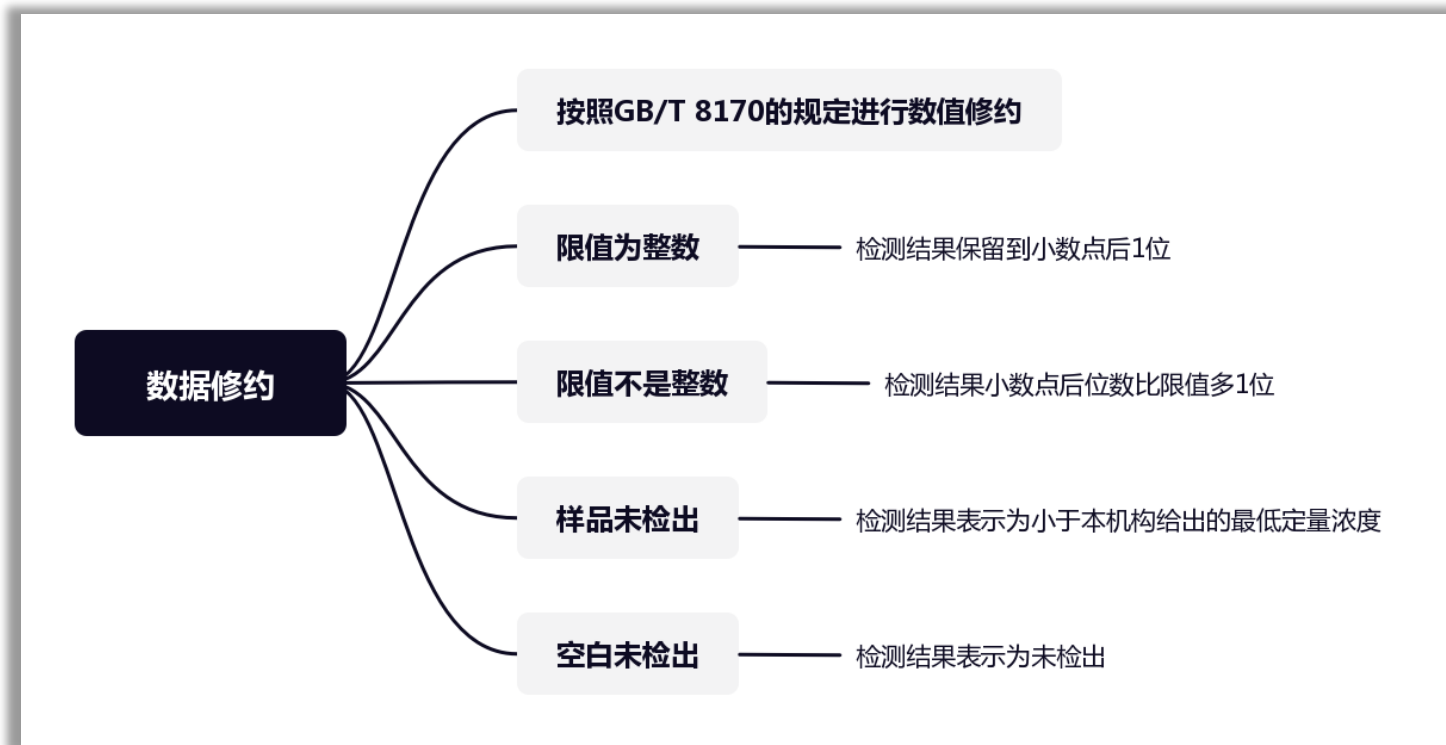 按照GB/T 8170的规定进行数值修约
限值为整数
检测结果保留到小数点后1位
数据修约
限值不是整数
检测结果小数点后位数比限值多1位
样品未检出
检测结果表示为小于本机构给出的最低定量浓度
空白未检出
检测结果表示为未检出